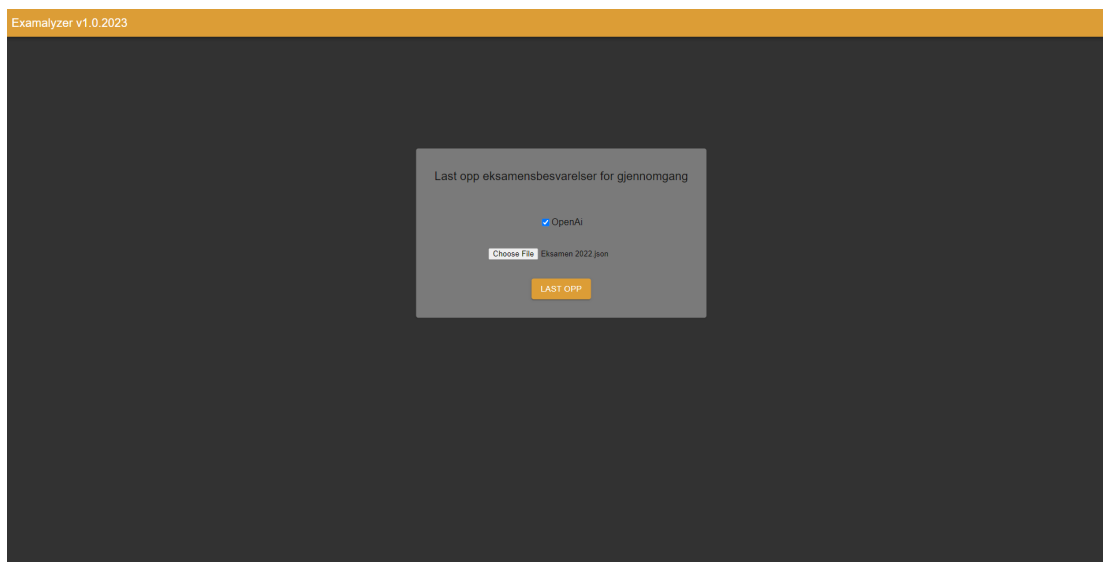 Examalyzer v1.0.2023
Last opp eksamensbesvarelser for gjennomgang
OpenAi
Choose File Eksamen 2022.json
LAST OPP